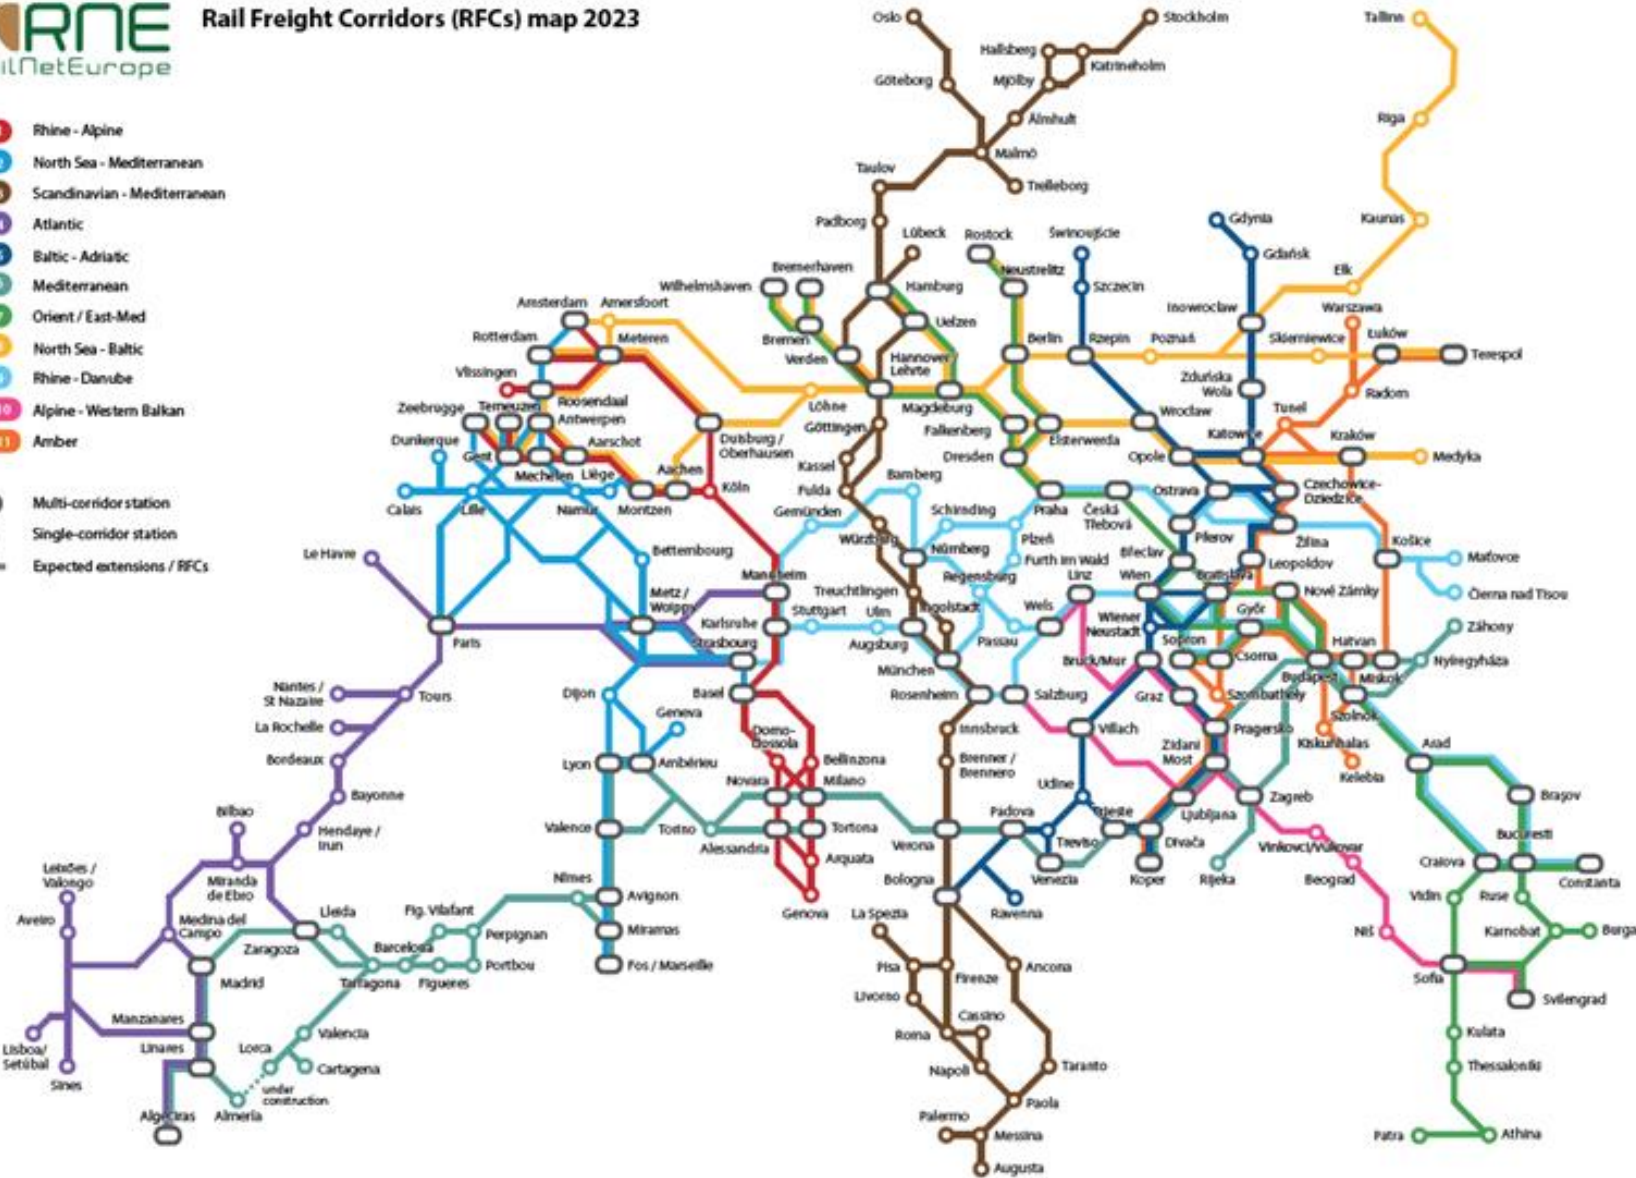 RNE
Rail Freight Corridors (RFCs) map 2023
ilNetEurope
Rhine - Alpine
North Sea - Mediterranean
Scandinavian - Mediterranean
Atlantic
Baltic - Adriatic
Mediterranean
Orient / East-Med
North Sea - Baltic
Rhine - Danube
10 Alpine - Western Balkan
11 Amber
Multi-corridor station
Single-corridor station
Expected extensions / RFCs
Oslo
Stockholm
Tallinn
Hallsberg
Katrineholm
Göteborg
Mjölby
Älmhult
Riga
Malmö
Taulov
Trelleborg
Padborg
Gdynia
Kaunas
Lübeck
Rostock
Świnoujście
Gdańsk
Bremerhaven
Neustrelitz
Ełk
Wilhelmshaven
Hamburg
Szczecin
Inowrocław
Warszawa
Amsterdam
Amersfoort
Uelzen
Rotterdam
Meteren
Bremen
Verden
Hannover/
Lehrte
Berlin
Rzepin
Poznań
Skierniewice
Łuków
Terespol
Vlissingen
Zduńska
Wola
Radom
Zeebrugge
Terneuzen
Roosendaal
Löhne
Magdeburg
Wrocław
Tunel
Antwerpen
Göttingen
Falkenberg
Elsterwerda
Katowice
Kraków
Dunkerque
Gent
Aarschot
Duisburg /
Oberhausen
Dresden
Opole
Medyka
Mechelen
Liège
Aachen
Kassel
Bamberg
Calais
Lille
Namur
Montzen
Köln
Fulda
Gemünden
Schirnding
Praha
Česká
Třebová
Ostrava
Czechowice-
Dziedzice
Le Havre
Bettembourg
Würzburg
Nürnberg
Plzeň
Furth im Wald
Přerov
Břeclav
Žilina
Košice
Maťovce
Mannheim
Regensburg
Leopoldov
Metz /
Woippy
Treuchtlingen
Ingolstadt
Linz
Wien
Bratislava
Nové Zámky
Čierna nad Tisou
Paris
Karlsruhe
Stuttgart
Ulm
Augsburg
Passau
Wels
Wiener
Neustadt
Győr
Hatvan
Záhony
Strasbourg
München
Bruck/Mur
Sopron
Csorna
Budapest
Miskolc
Nyíregyháza
Nantes /
St Nazaire
Tours
Dijon
Basel
Rosenheim
Salzburg
Graz
Szombathely
Szolnok
La Rochelle
Geneva
Domo-
dossola
Innsbruck
Villach
Pragersko
Kiskunhalas
Arad
Bordeaux
Lyon
Ambérieu
Bellinzona
Brenner /
Brennero
Zidani
Most
Kelebia
Bayonne
Novara
Milano
Udine
Zagreb
Brașov
Bilbao
Hendaye /
Irun
Valence
Torino
Tortona
Padova
Trieste
Ljubljana
București
Miranda
de Ebro
Alessandria
Arquata
Verona
Treviso
Divača
Vinkovci/Vukovar
Craiova
Leixões /
Valongo
Nîmes
Avignon
Genova
Bologna
Venezia
Koper
Rijeka
Beograd
Constanta
Aveiro
Medina del
Campo
Lleida
Fig. Vilafant
La Spezia
Ravenna
Vidin
Ruse
Zaragoza
Barcelona
Perpignan
Miramas
Niš
Karnobat
Burga
Madrid
Tarragona
Figueres
Portbou
Fos / Marseille
Pisa
Firenze
Ancona
Sofia
Svilengrad
Livorno
Manzanares
Valencia
Cassino
Roma
Kulata
Lisboa/
Setúbal
Linares
Lorca
Cartagena
Napoli
Taranto
Thessaloniki
Sines
under
construction
Algeciras
Almería
Paola
Palermo
Messina
Patra
Athina
Augusta